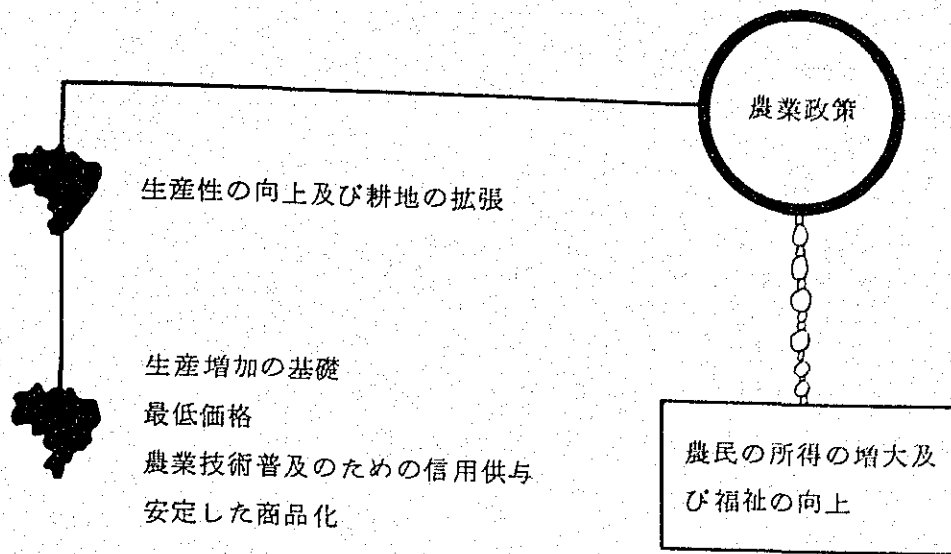 農業政策
生産性の向上及び耕地の拡張
生産増加の基礎
最低価格
農業技術普及のための信用供与
安定した商品化
農民の所得の増大及
び福祉の向上